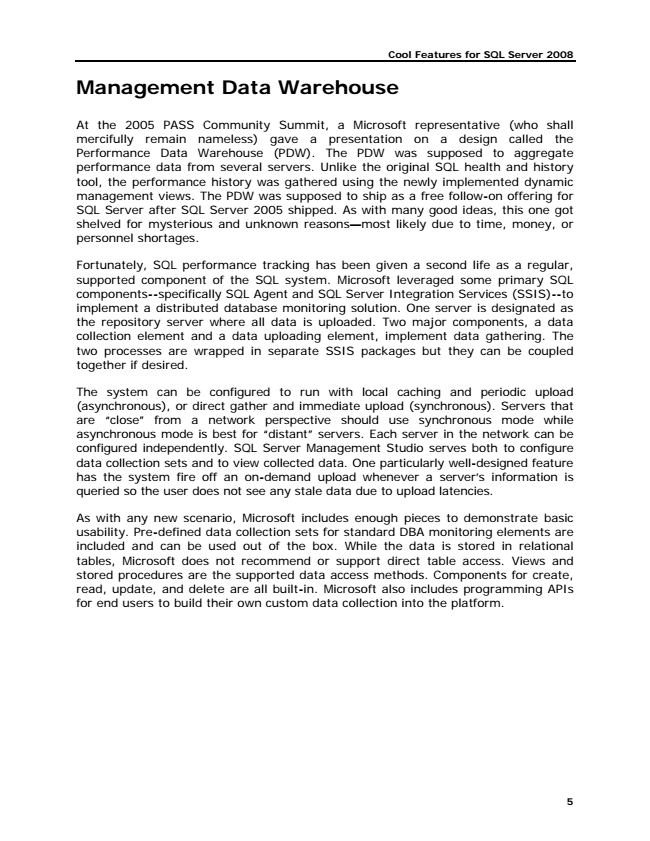 Cool Features for SQL Server 2008
Management Data Warehouse
At the 2005 PASS Community Summit, a Microsoft representative (who shall
mercifully remain nameless) gave a presentation on a design called the
Performance Data Warehouse (PDW). The PDW was supposed to aggregate
performance data from several servers. Unlike the original SQL health and history
tool, the performance history was gathered using the newly implemented dynamic
management views. The PDW was supposed to ship as a free follow-on offering for
SQL Server after SQL Server 2005 shipped. As with many good ideas, this one got
shelved for mysterious and unknown reasons—most likely due to time, money, or
personnel shortages.
Fortunately, SQL performance tracking has been given a second life as a regular,
supported component of the SQL system. Microsoft leveraged some primary SQL
components--specifically SQL Agent and SQL Server Integration Services (SSIS)--to
implement a distributed database monitoring solution. One server is designated as
the repository server where all data is uploaded. Two major components, a data
collection element and a data uploading element, implement data gathering. The
two processes are wrapped in separate SSIS packages but they can be coupled
together if desired.
The system can be configured to run with local caching and periodic upload
(asynchronous), or direct gather and immediate upload (synchronous). Servers that
are “close” from a network perspective should use synchronous mode while
asynchronous mode is best for “distant” servers. Each server in the network can be
configured independently. SQL Server Management Studio serves both to configure
data collection sets and to view collected data. One particularly well-designed feature
has the system fire off an on-demand upload whenever a server’s information is
queried so the user does not see any stale data due to upload latencies.
As with any new scenario, Microsoft includes enough pieces to demonstrate basic
usability. Pre-defined data collection sets for standard DBA monitoring elements are
included and can be used out of the box. While the data is stored in relational
tables, Microsoft does not recommend or support direct table access. Views and
stored procedures are the supported data access methods. Components for create,
read, update, and delete are all built-in. Microsoft also includes programming APIs
for end users to build their own custom data collection into the platform.
5